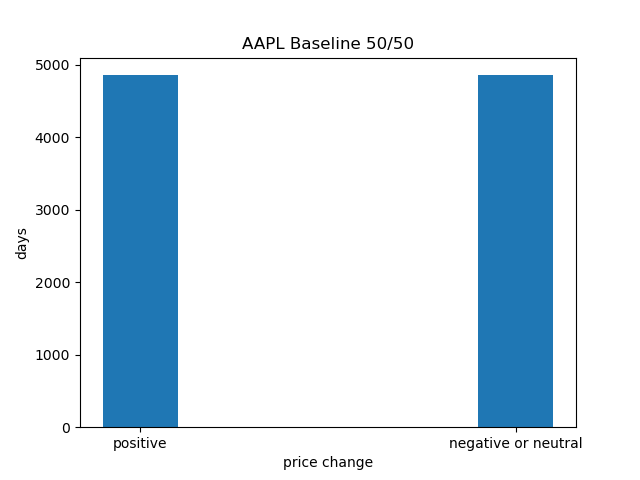 AAPL Baseline 50/50
5000
4000
3000
2000
1000
0
days
positive
negative or neutral
price change